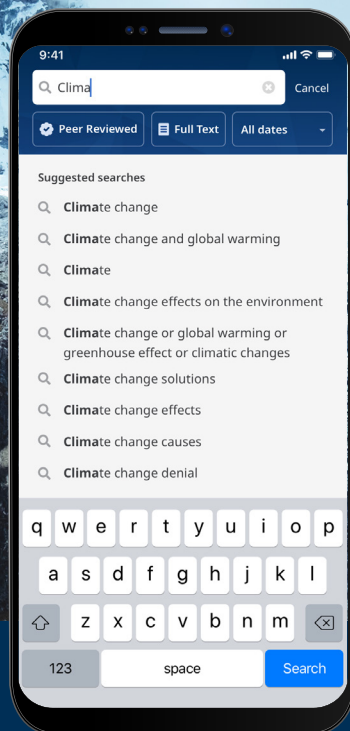 9:41
Clima
Cancel
Peer Reviewed
Full Text
All dates
Suggested searches
Climate change
Climate change and global warming
Climate
Climate change effects on the environment
Climate change or global warming or
greenhouse effect or climatic changes
Climate change solutions
Climate change effects
Climate change causes
Climate change denial
q w e r t y u i o p
a s d f g h j k l
z x c v b n m
123 space Search